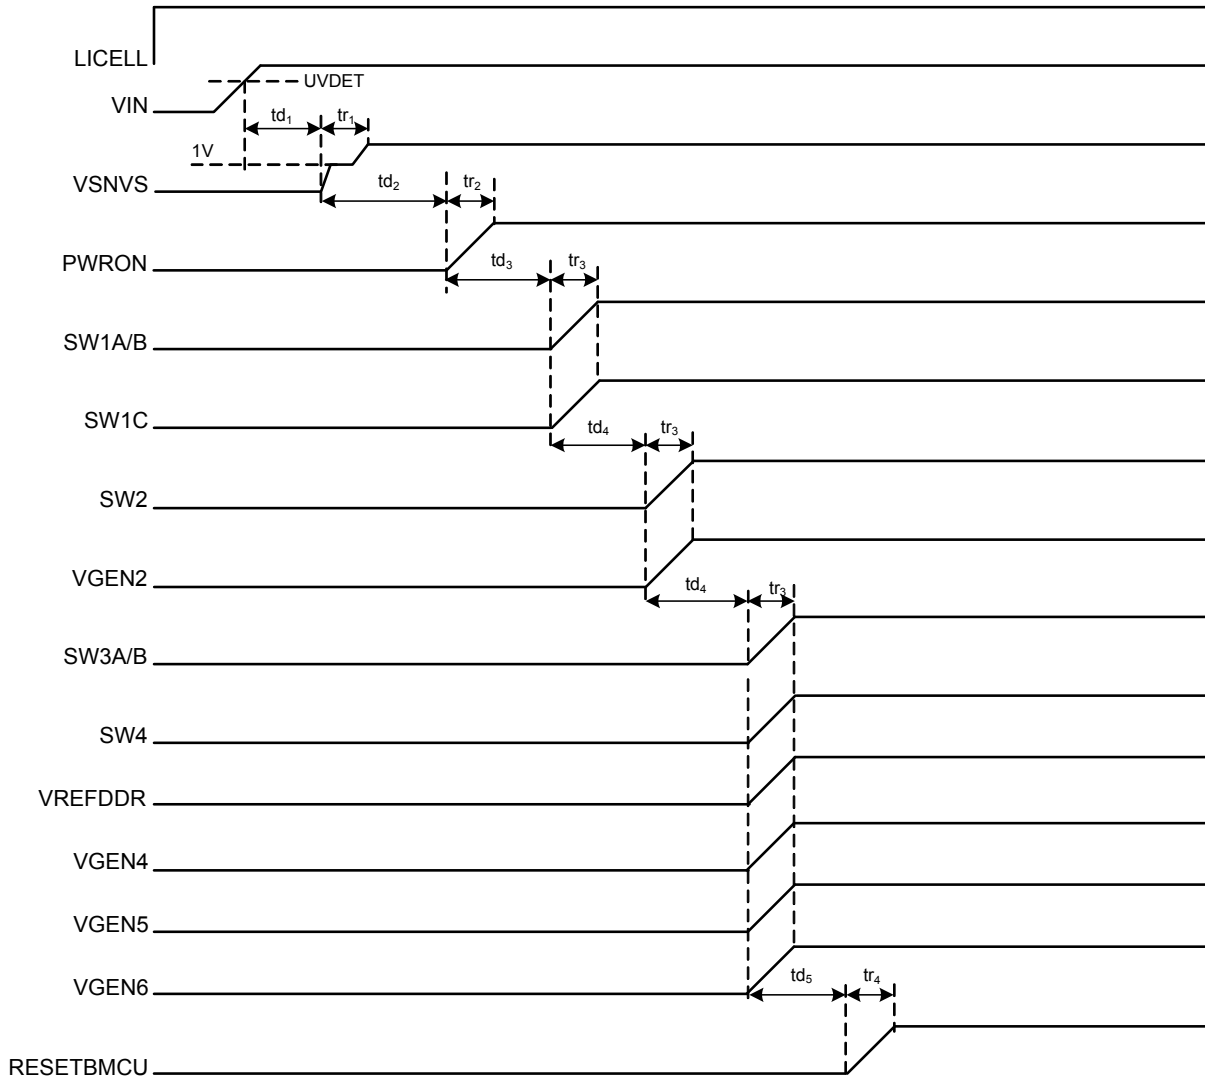 LICELL
UVDET
VIN
td₁ tr₁
1V
VSNVS
td₂ tr₂
PWRON
td₃ tr₃
SW1A/B
SW1C
td₄ tr₃
SW2
VGEN2
td₄ tr₃
SW3A/B
SW4
VREFDDR
VGEN4
VGEN5
VGEN6
td₅ tr₄
RESETBMCU